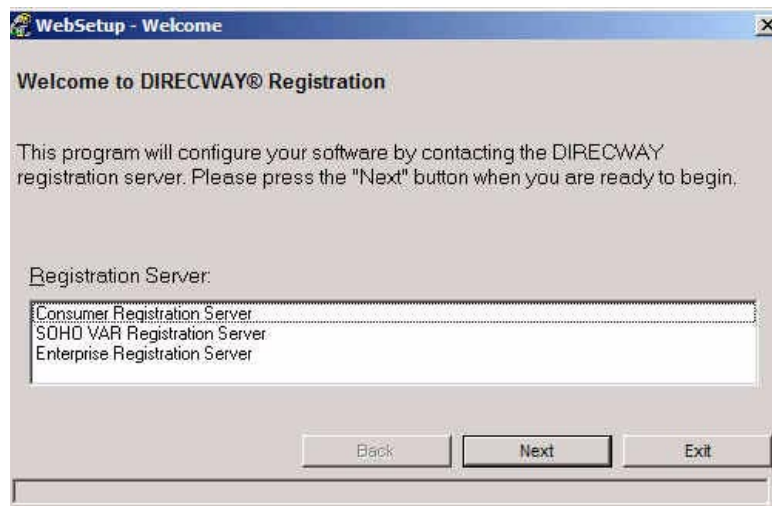 WebSetup - Welcome
Welcome to DIRECWAY® Registration
This program will configure your software by contacting the DIRECWAY
registration server. Please press the "Next" button when you are ready to begin.
Registration Server:
Consumer Registration Server
SOHO VAR Registration Server
Enterprise Registration Server
Back Next Exit